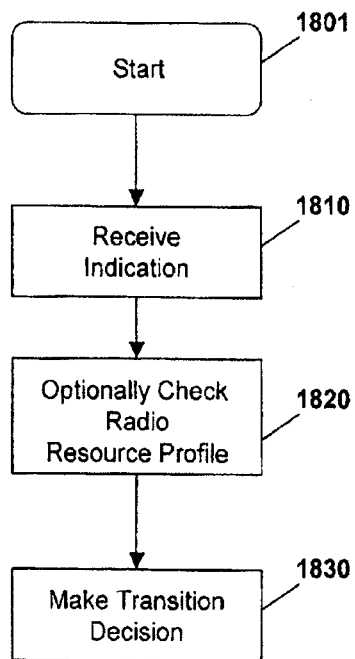 1801
Start
1810
Receive
Indication
Optionally Check
Radio
Resource Profile
1820
1830
Make Transition
Decision